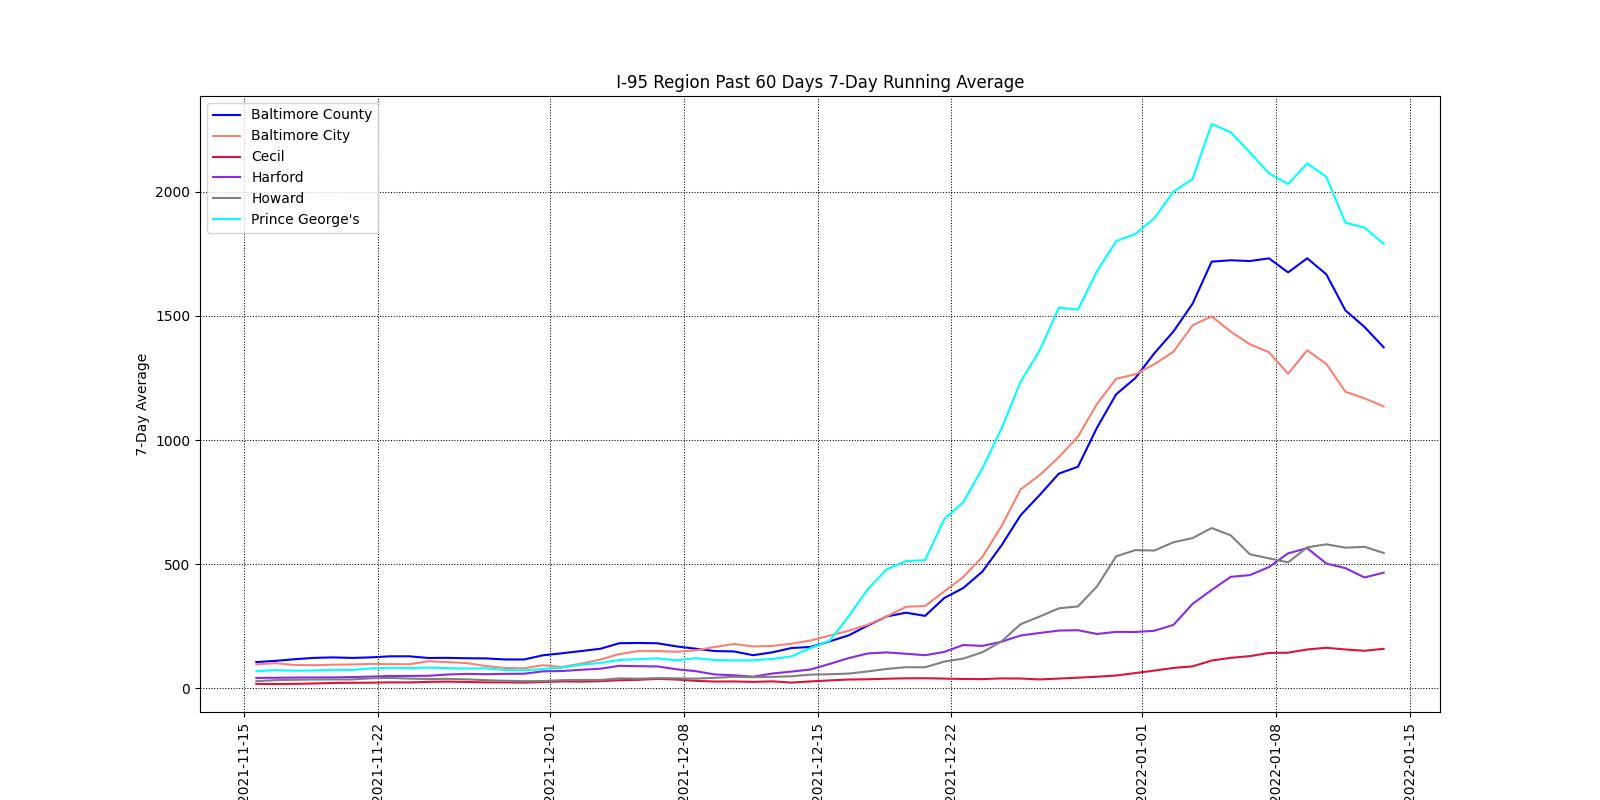 I-95 Region Past 60 Days 7-Day Running Average
Baltimore County
Baltimore City
Cecil
Harford
Howard
Prince George's
7-Day Average
2000
1500
1000
500
0
2021-11-15
2021-11-22
2021-12-01
2021-12-08
2021-12-15
2021-12-22
2022-01-01
2022-01-08
2022-01-15